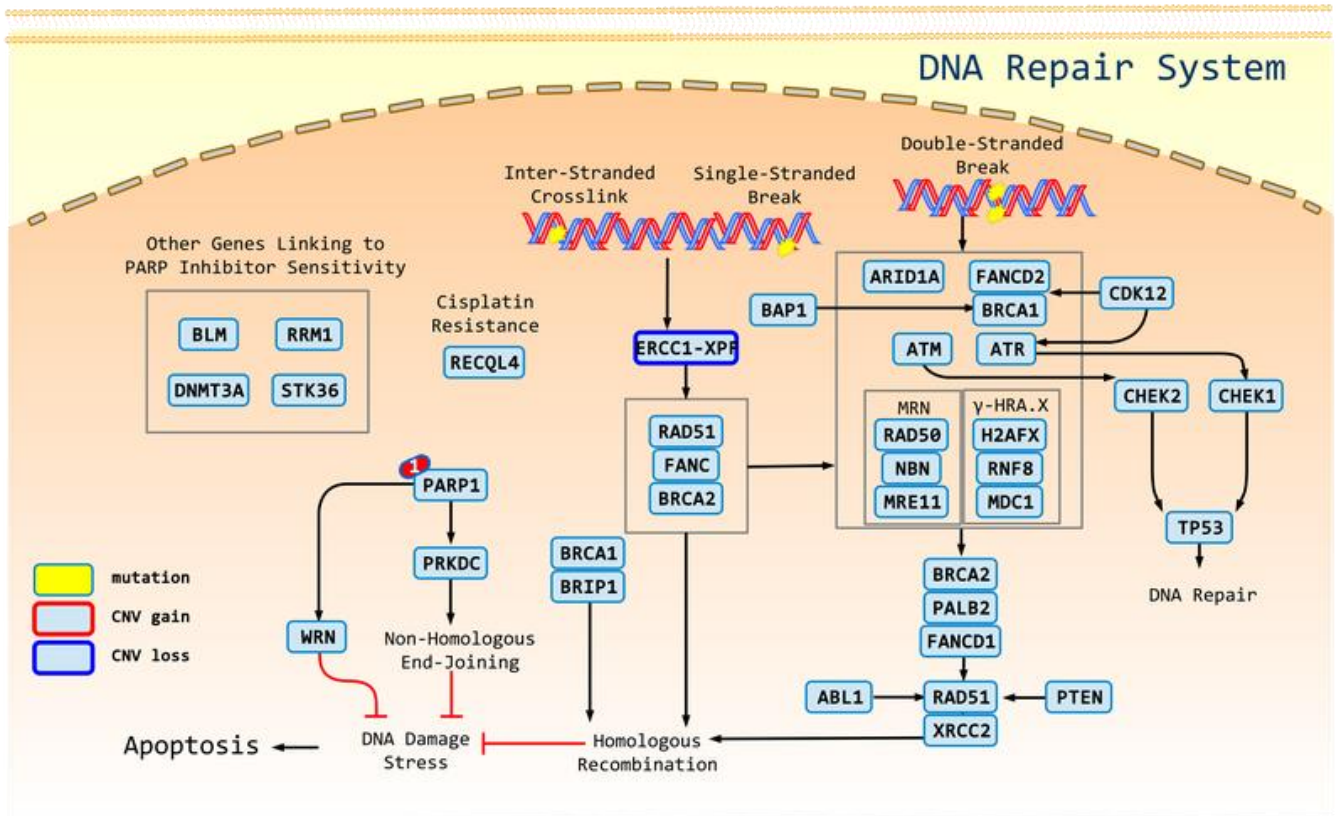 DNA Repair System
Double-Stranded
Break
Inter-Stranded
Crosslink
Single-Stranded
Break
Other Genes Linking to
PARP Inhibitor Sensitivity
BLM
RRM1
DNMT3A
STK36
Cisplatin
Resistance
RECQL4
ERCC1-XPF
BAP1
ARID1A
FANCD2
BRCA1
CDK12
ATM
ATR
CHEK2
CHEK1
MRN
RAD50
NBN
MRE11
γ-HRA.X
H2AFX
RNF8
MDC1
RAD51
FANC
BRCA2
1
PARP1
PRKDC
WRN
Non-Homologous
End-Joining
BRCA1
BRIP1
TP53
DNA Repair
BRCA2
PALB2
FANCD1
ABL1
RAD51
PTEN
XRCC2
mutation
CNV gain
CNV loss
Apoptosis
DNA Damage
Stress
Homologous
Recombination